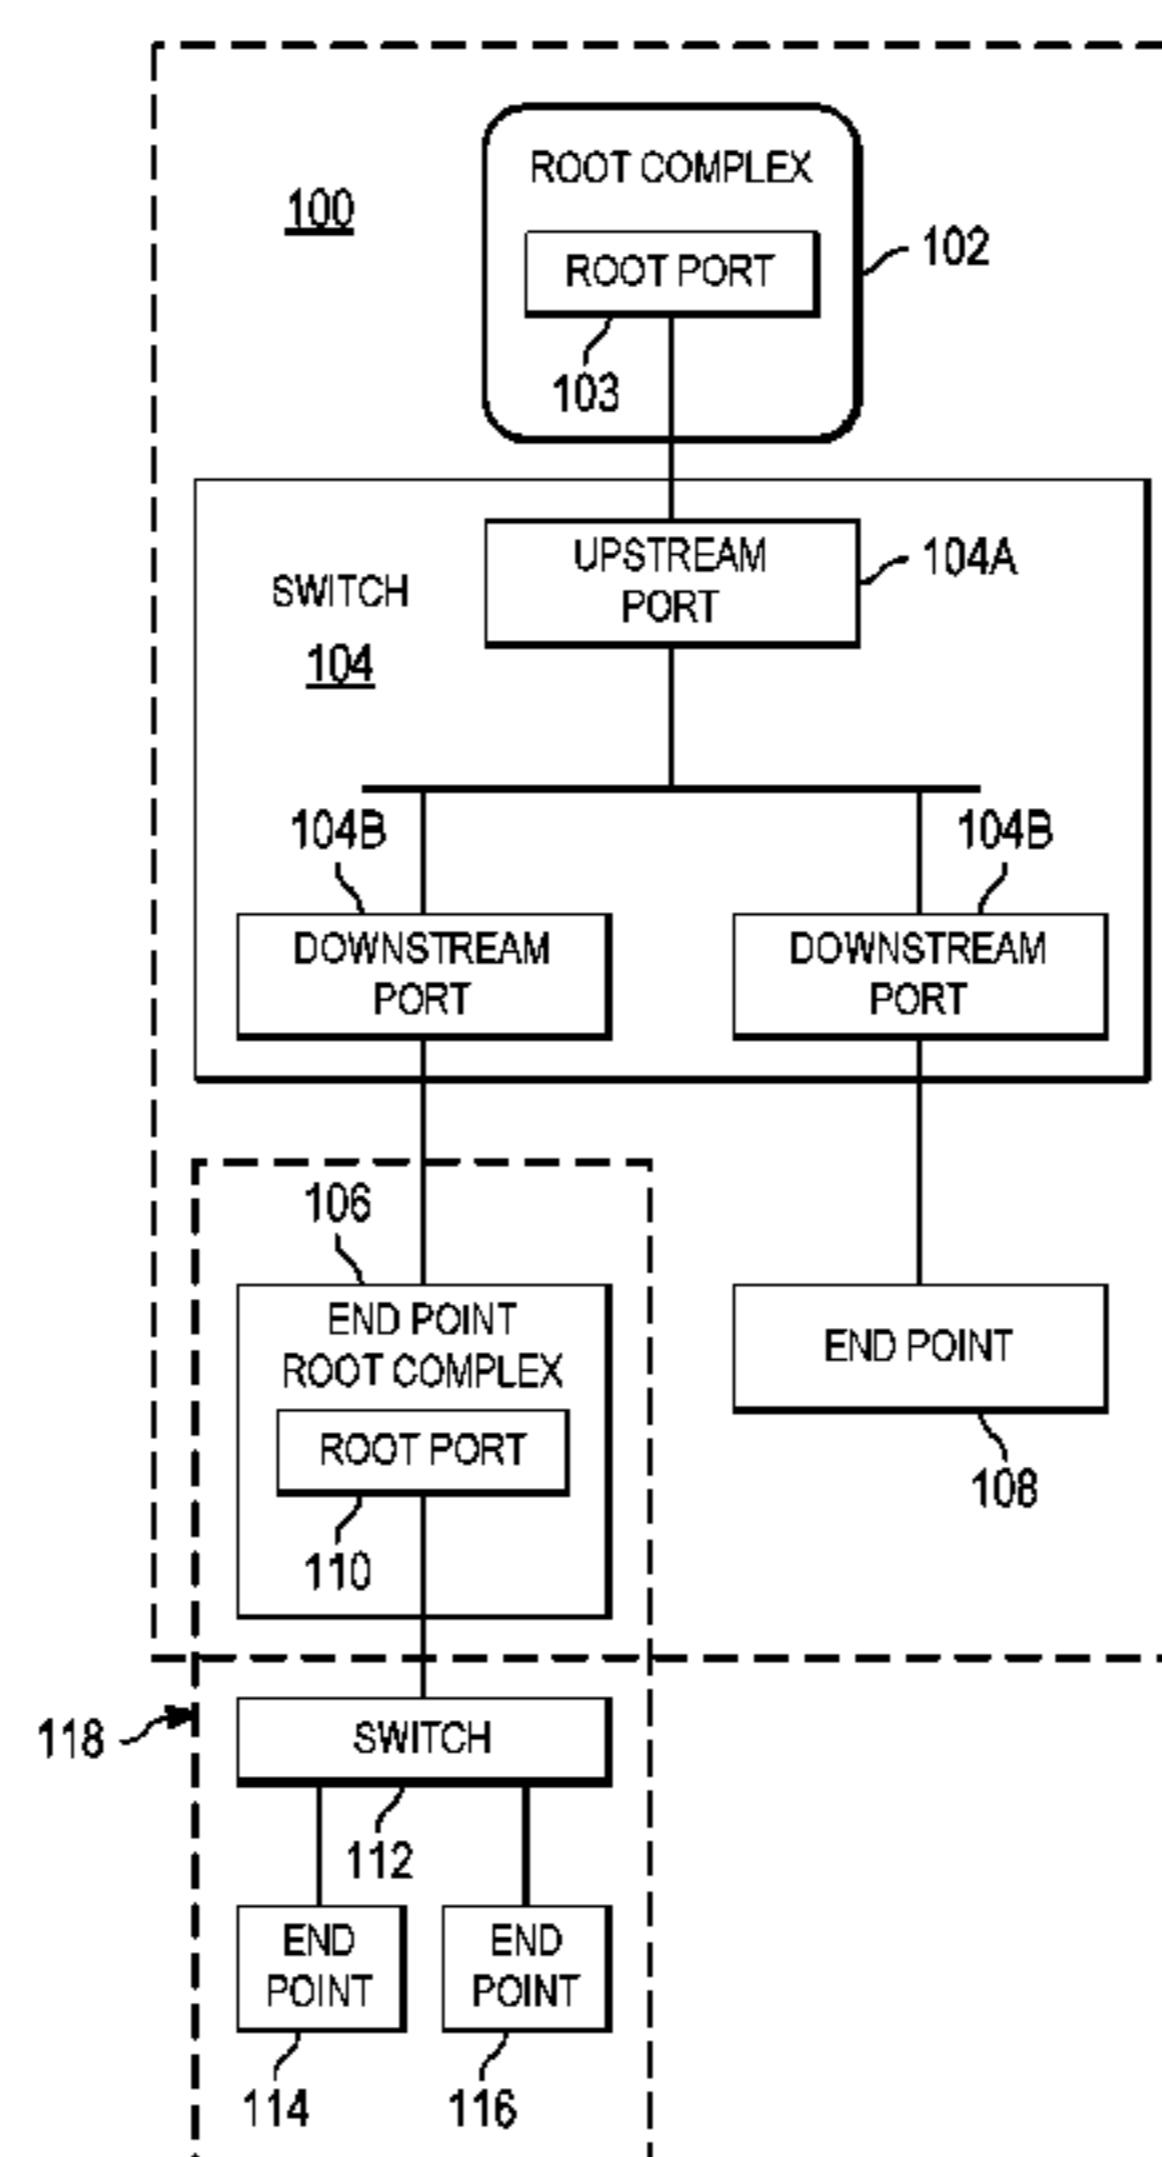 ROOT COMPLEX
100
ROOT PORT
102
103
UPSTREAM
PORT
104A
SWITCH
104
104B
104B
DOWNSTREAM
PORT
DOWNSTREAM
PORT
106
END POINT
ROOT COMPLEX
END POINT
ROOT PORT
108
110
118
SWITCH
112
END
POINT
END
POINT
114
116